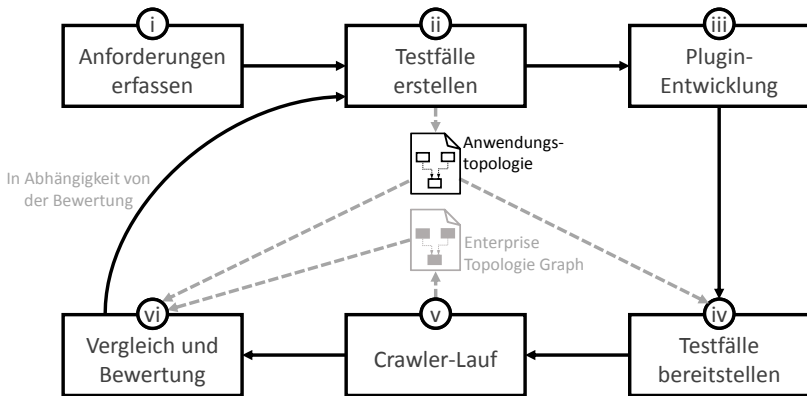 i
Anforderungen
erfassen
ii
Testfälle
erstellen
iii
Plugin-
Entwicklung
Anwendungs-
topologie
In Abhängigkeit von
der Bewertung
Enterprise
Topologie Graph
vi
Vergleich und
Bewertung
v
Crawler-Lauf
iv
Testfälle
bereitstellen